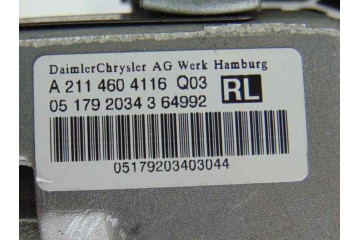 DaimlerChrysler AG Werk Hamburg
A 211 460 4116 Q03
05 179 2034 3 64992 RL
05179203403044